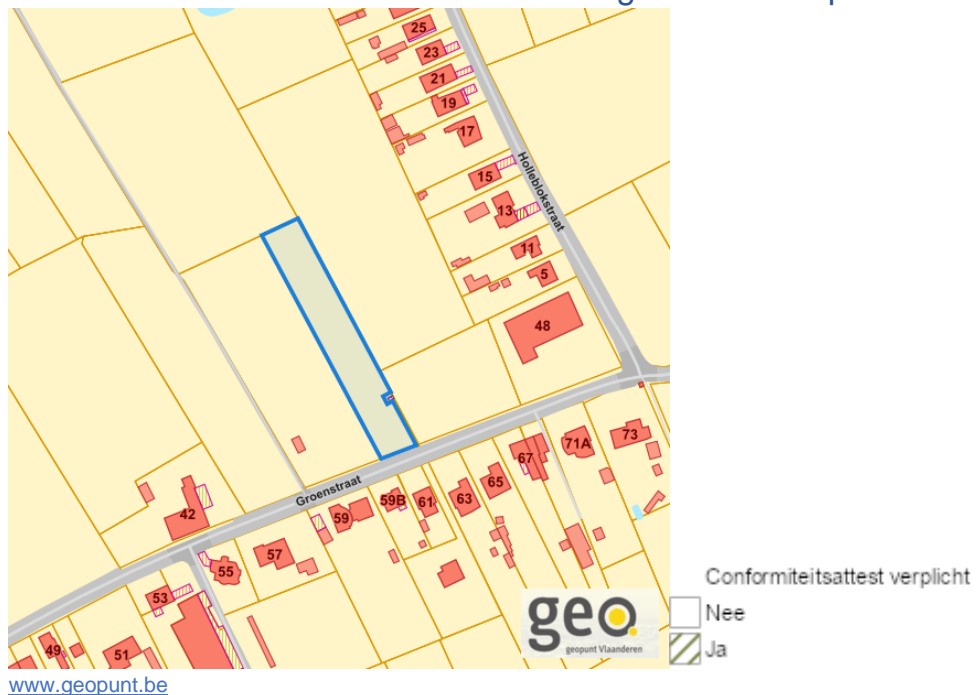 25
23
21
19
17
15
13
11
5
48
Holleblokstraat
Groenstraat
42
59
59B
61
63
65
67
71A
73
57
55
53
51
49
geo
geopunt Vlaanderen
Conformiteitsattest verplicht
Nee
Ja
www.geopunt.be